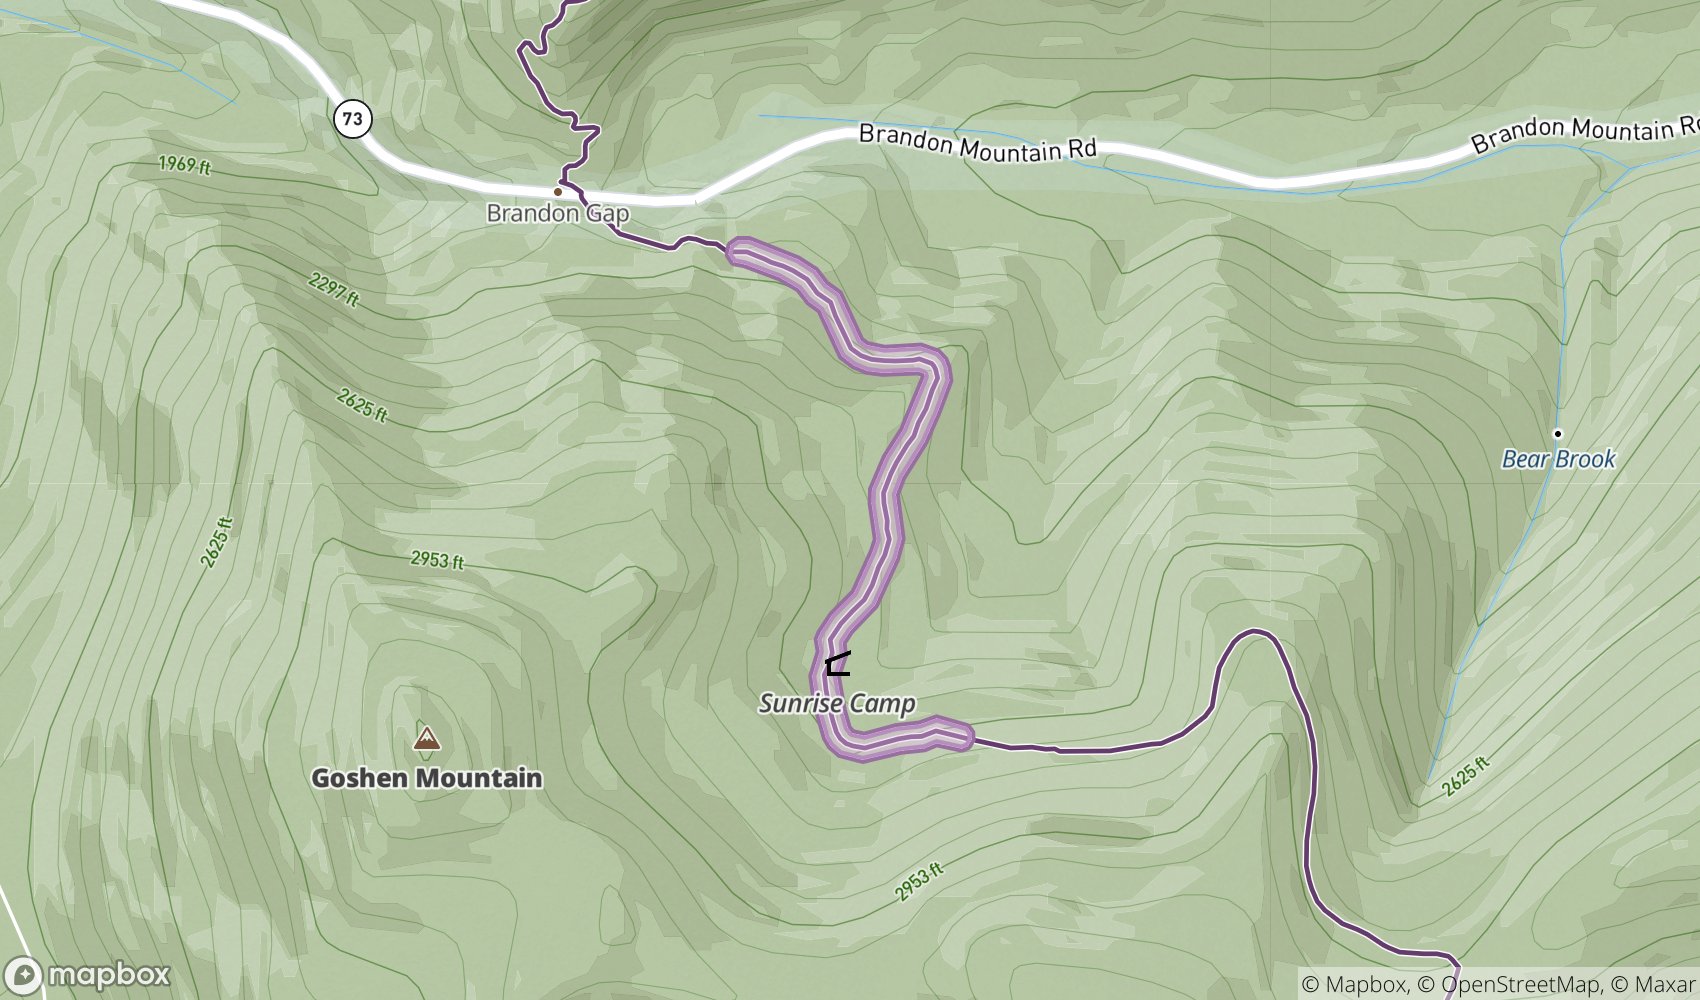 73
Brandon Mountain Rd
Brandon Mountain Rd
1969 ft
Brandon Gap
2297 ft
2625 ft
Bear Brook
2625 ft
2953 ft
Sunrise Camp
Goshen Mountain
2625 ft
2953 ft
mapbox
© Mapbox, © OpenStreetMap, © Maxar